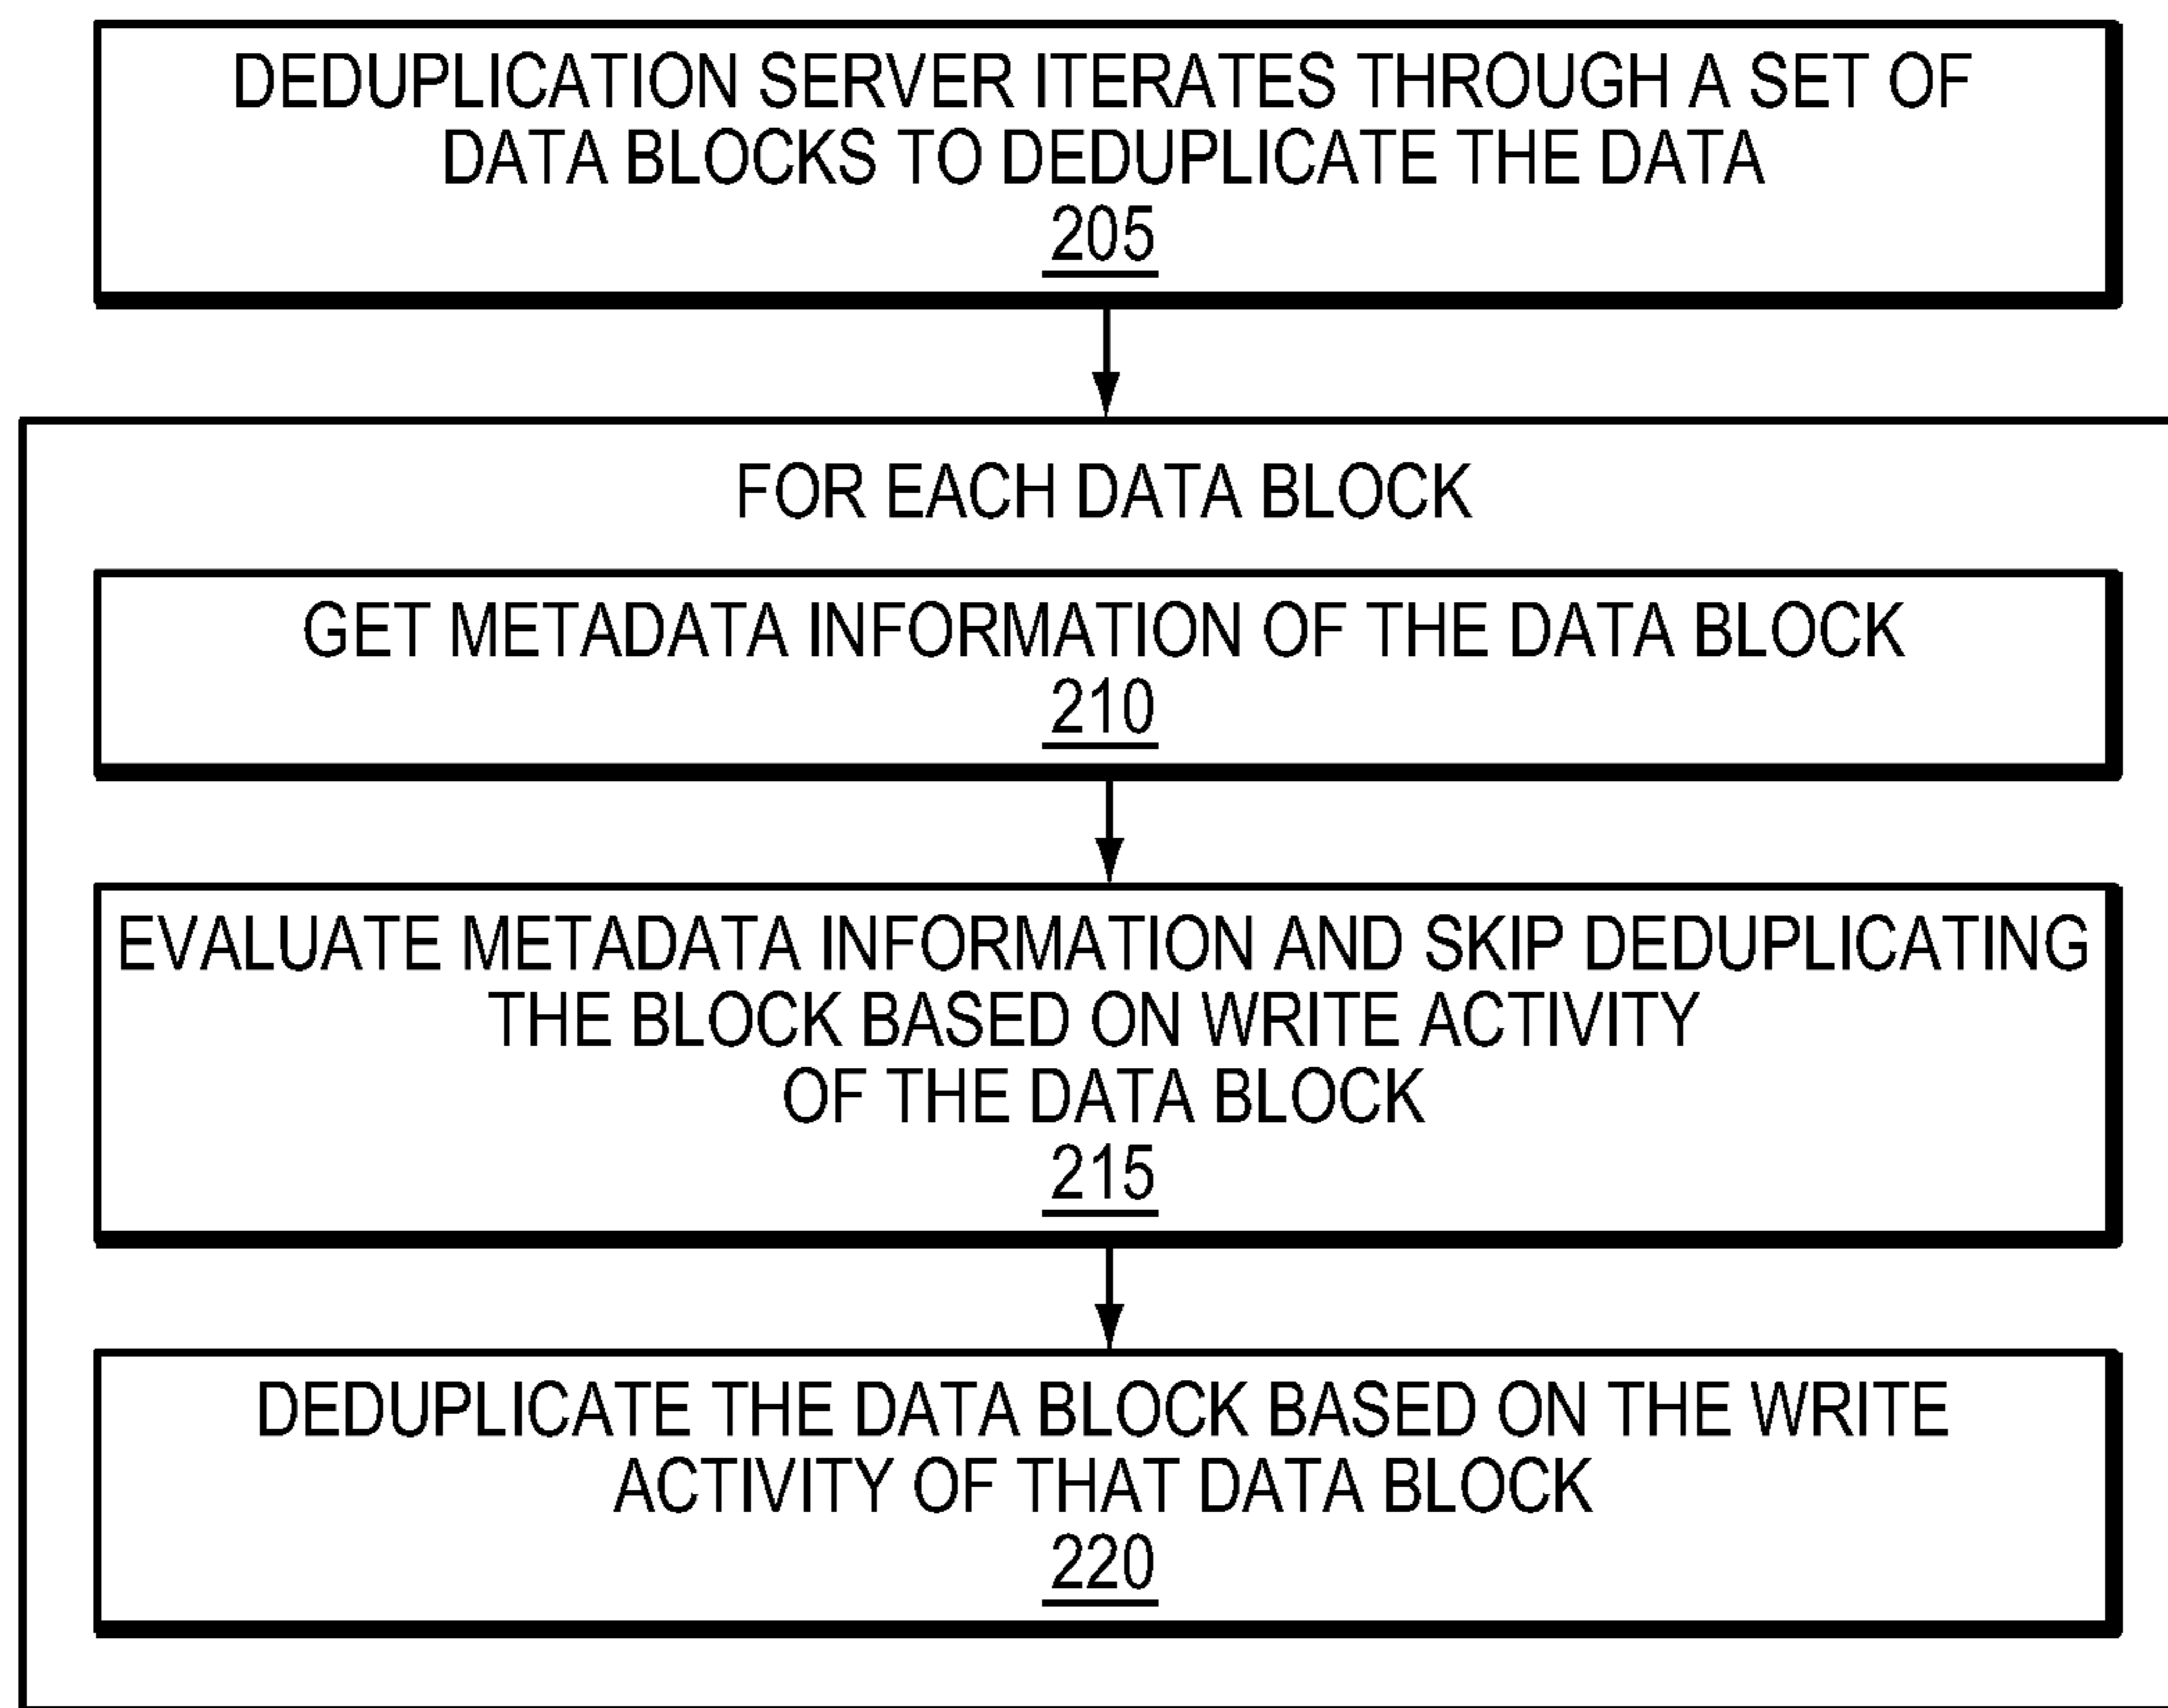 DEDUPLICATION SERVER ITERATES THROUGH A SET OF
DATA BLOCKS TO DEDUPLICATE THE DATA
205
FOR EACH DATA BLOCK
GET METADATA INFORMATION OF THE DATA BLOCK
210
EVALUATE METADATA INFORMATION AND SKIP DEDUPLICATING
THE BLOCK BASED ON WRITE ACTIVITY
OF THE DATA BLOCK
215
DEDUPLICATE THE DATA BLOCK BASED ON THE WRITE
ACTIVITY OF THAT DATA BLOCK
220